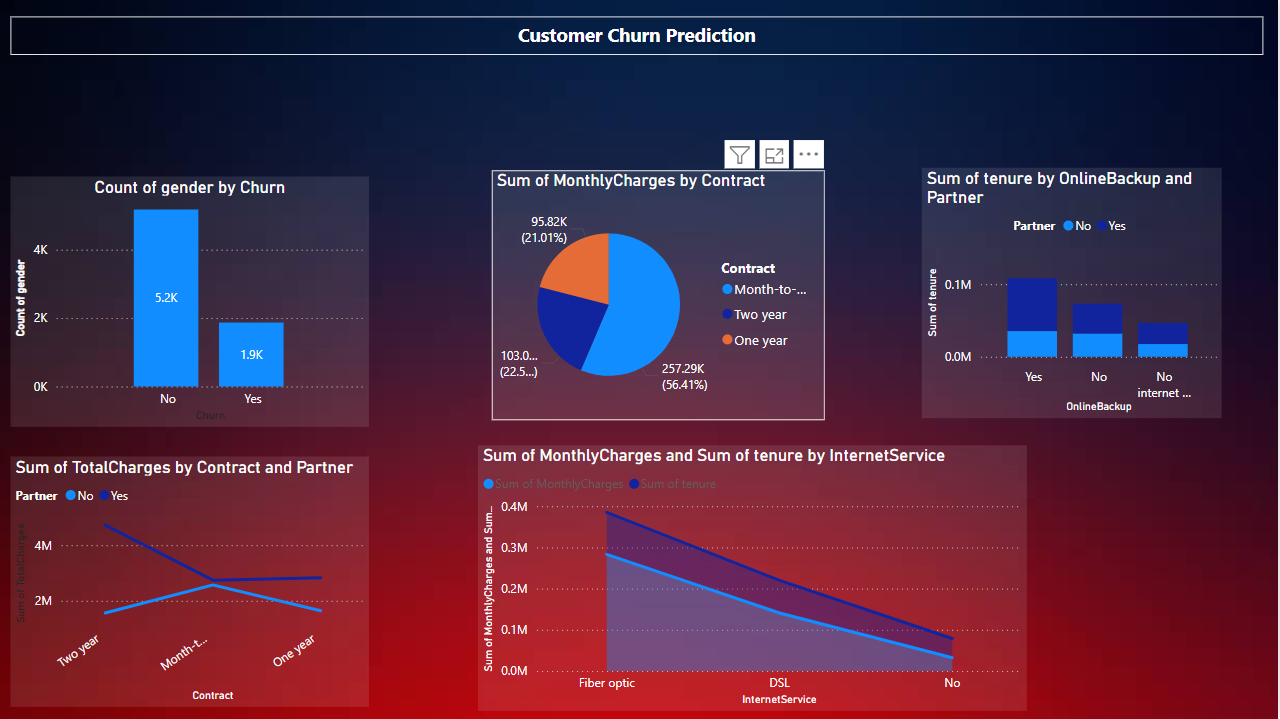 Customer Churn Prediction
Count of gender by Churn
Count of gender
4K
2K
0K
5.2K
1.9K
No
Yes
Churn
Sum of MonthlyCharges by Contract
95.82K
(21.01%)
103.0...
(22.5...)
257.29K
(56.41%)
Contract
Month-to-...
Two year
One year
Sum of tenure by OnlineBackup and
Partner
Partner No Yes
Sum of tenure
0.1M
0.0M
Yes
No
No
internet ...
OnlineBackup
Sum of TotalCharges by Contract and Partner
Partner No Yes
Sum of TotalCharges
4M
2M
Two year
Month-t...
One year
Contract
Sum of MonthlyCharges and Sum of tenure by InternetService
Sum of MonthlyCharges Sum of tenure
Sum of MonthlyCharges and Sum...
0.4M
0.3M
0.2M
0.1M
0.0M
Fiber optic
DSL
No
InternetService